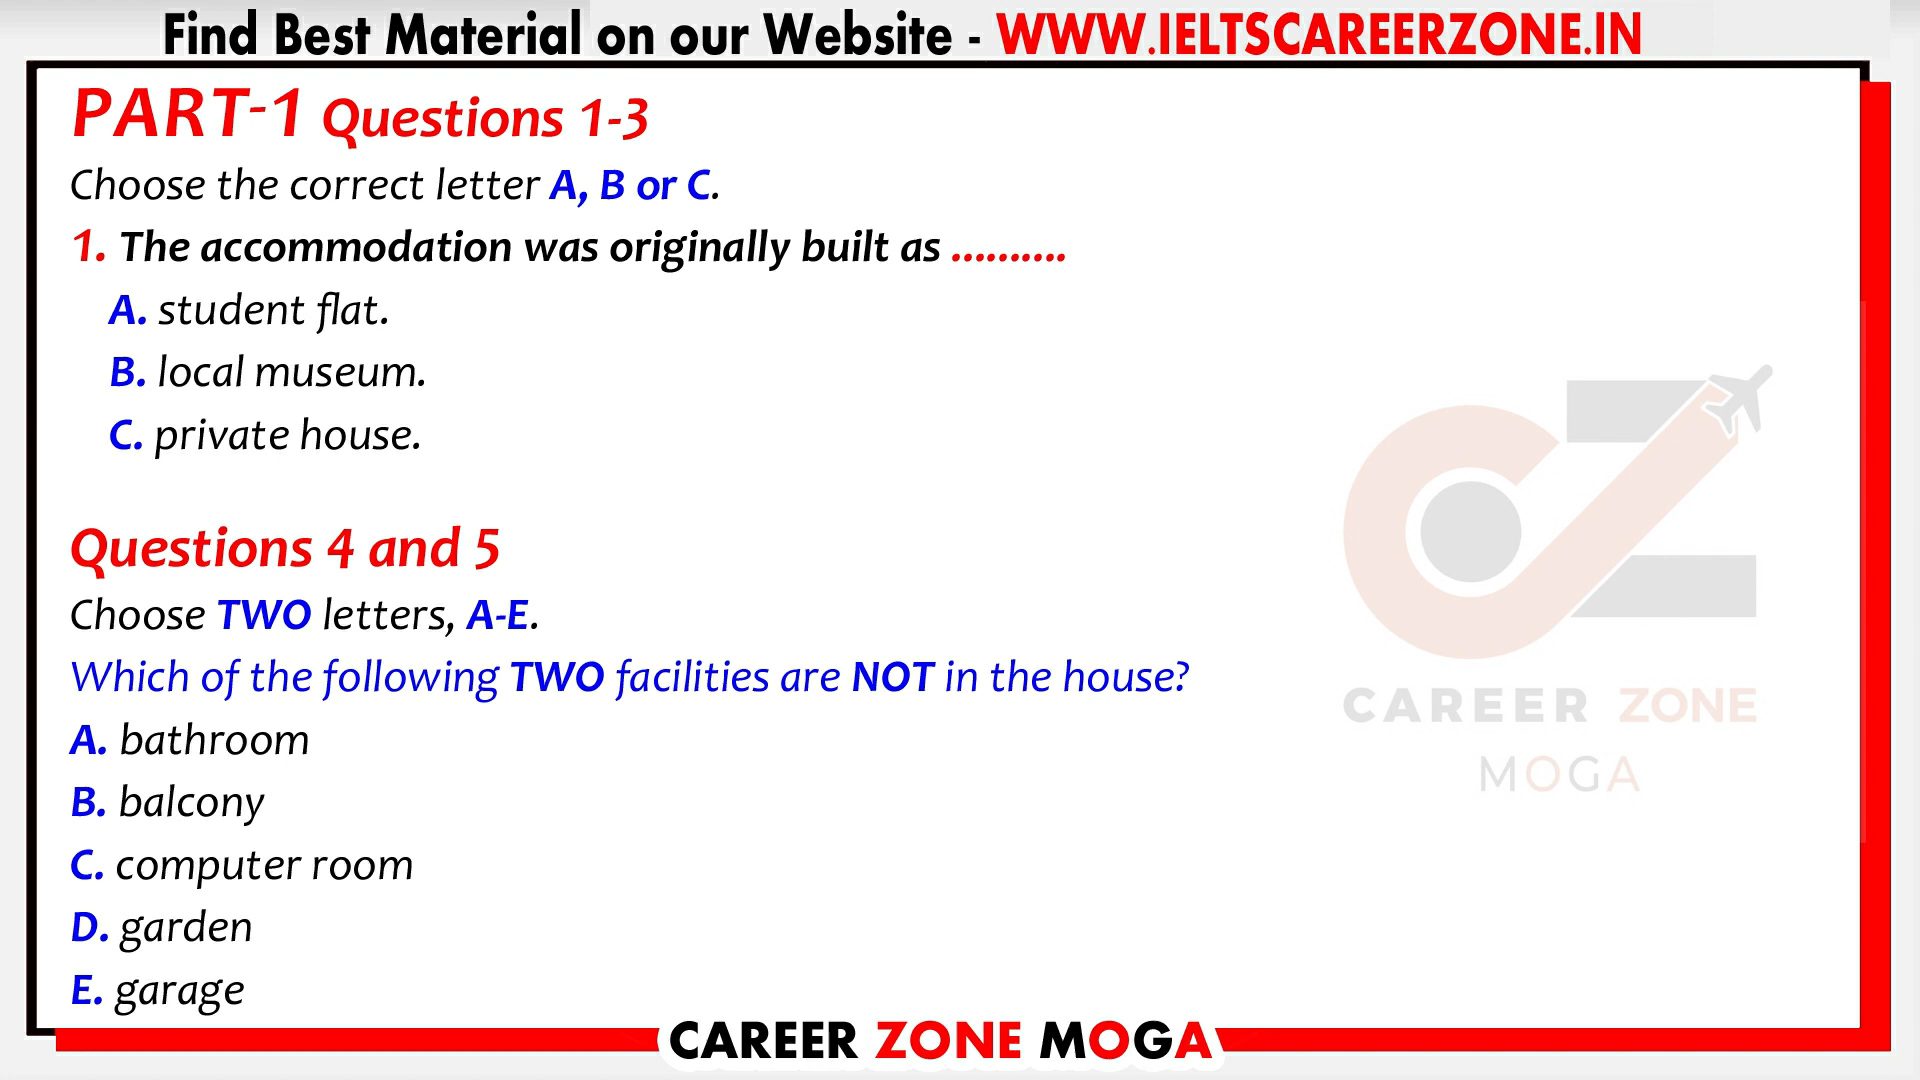 Find Best Material on our Website - WWW.IELTSCAREERZONE.IN
PART-1 Questions 1-3
Choose the correct letter A, B or C.
1. The accommodation was originally built as ..........
A. student flat.
B. local museum.
C. private house.
Questions 4 and 5
Choose TWO letters, A-E.
Which of the following TWO facilities are NOT in the house?
A. bathroom
B. balcony
C. computer room
D. garden
E. garage
CZ
CAREER ZONE
MOGA
CAREER ZONE MOGA